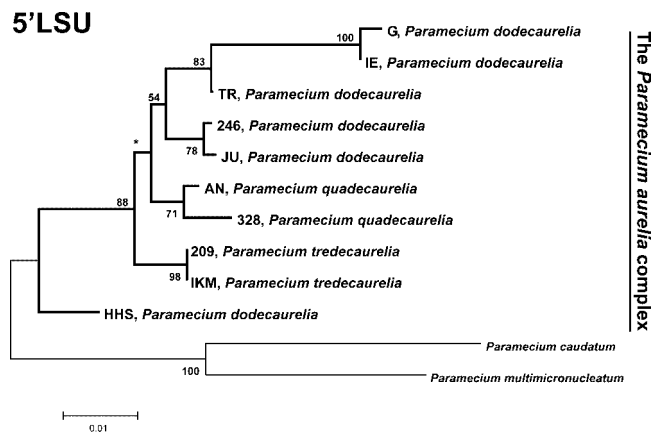 5'LSU
G, Paramecium dodecaurelia
100
IE, Paramecium dodecaurelia
83
TR, Paramecium dodecaurelia
54
246, Paramecium dodecaurelia
*
78
JU, Paramecium dodecaurelia
AN, Paramecium quadecaurelia
88
71
328, Paramecium quadecaurelia
209, Paramecium tredecaurelia
98
IKM, Paramecium tredecaurelia
HHS, Paramecium dodecaurelia
The Paramecium aurelia complex
Paramecium caudatum
100
Paramecium multimicronucleatum
0.01